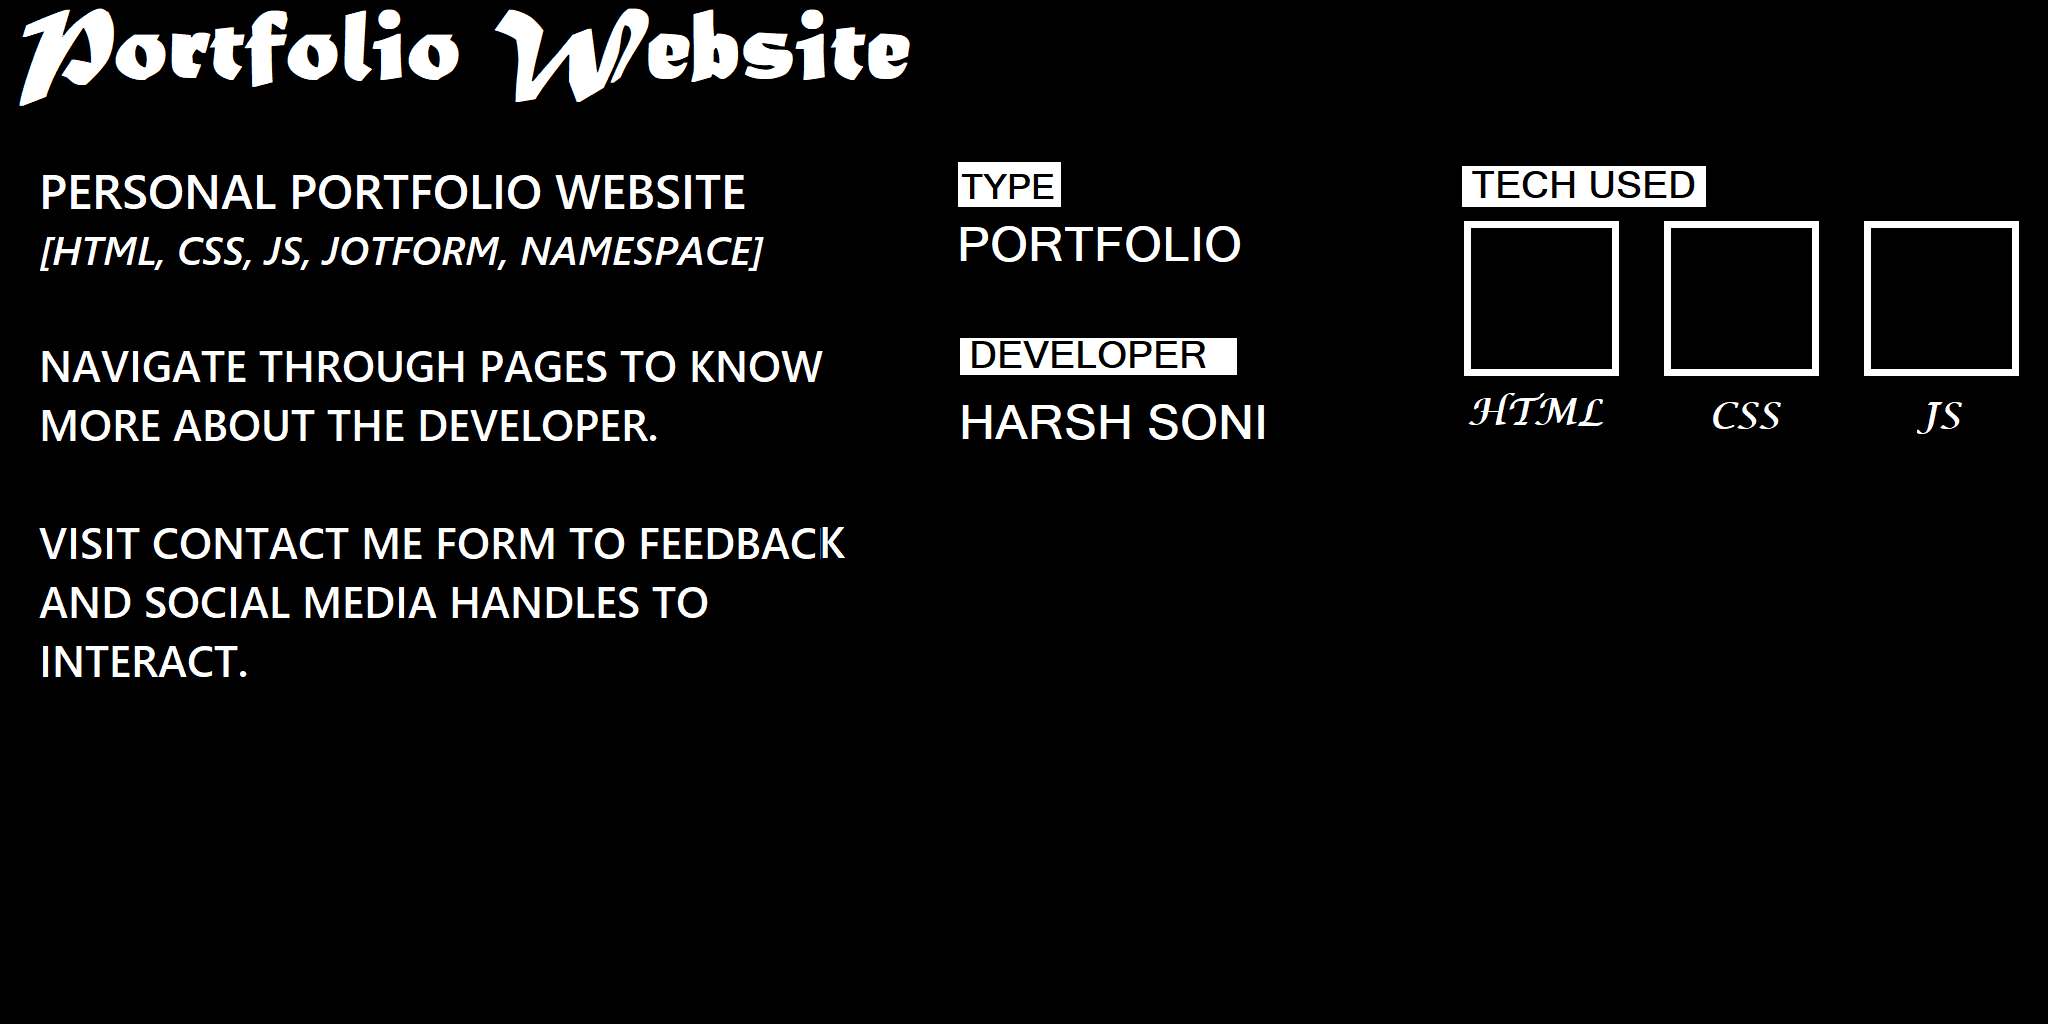 Portfolio Website
PERSONAL PORTFOLIO WEBSITE
[HTML, CSS, JS, JOTFORM, NAMESPACE]
NAVIGATE THROUGH PAGES TO KNOW
MORE ABOUT THE DEVELOPER.
VISIT CONTACT ME FORM TO FEEDBACK
AND SOCIAL MEDIA HANDLES TO
INTERACT.
TYPE
PORTFOLIO
DEVELOPER
HARSH SONI
TECH USED
HTML
CSS
JS